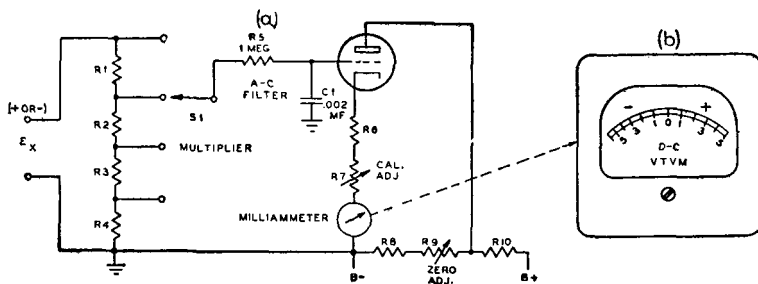 (a)
R5
1 MEG
A-C
FILTER
C1
.002
MF
R1
R2
R3
R4
S1
MULTIPLIER
(+OR-)
Ex
R6
R7
CAL.
ADJ.
MILLIAMMETER
R8
R9
R10
ZERO
ADJ.
B-
B+
(b)
- +
5 3 1 0 1 3 5
D-C
VTVM